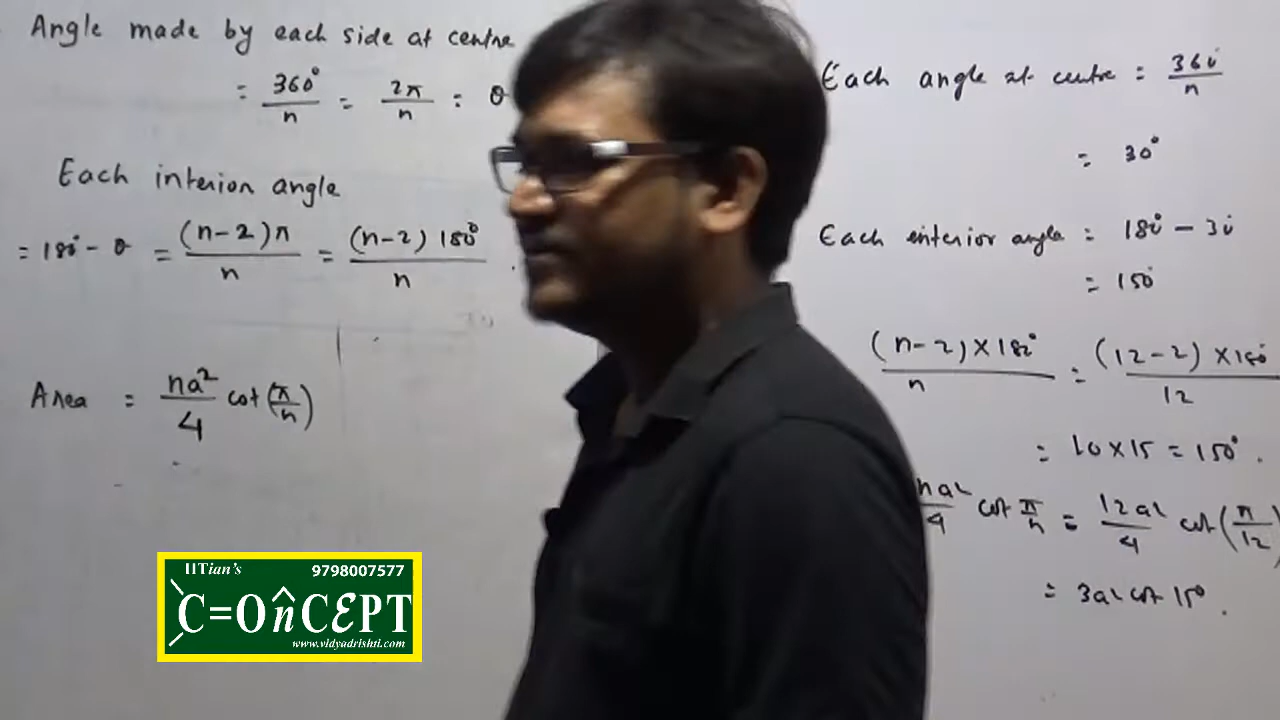 Angle made by each side at centre
= 360°/n = 2π/n = θ
Each interior angle
= 180° - θ = (n-2)π/n = (n-2) 180°/n
Area = na²/4 cot(π/n)
Each angle at centre = 360°/n
= 30°
Each interior angle = 180° - 30°
= 150°
(n-2)×180°/n = (12-2)×180°/12
= 10×15 = 150°.
na²/4 cot π/n = 12a²/4 cot(π/12)
= 3a² cot 15°.
IITian's 9798007577
C=On̂CƐPT
www.vidyadrishti.com